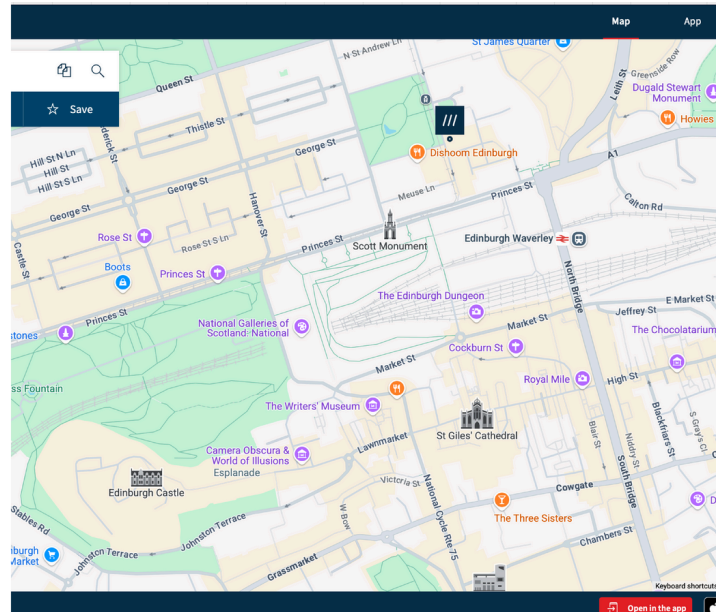 Map
App
St James Quarter
N St Andrew Ln
Greenside Row
Leith St
Queen St
Dugald Stewart
Monument
Save
Howies
///
Thistle St
Dishoom Edinburgh
A1
George St
Hill St N Ln
Hill St
Hill St S Ln
Hanover St
George St
Meuse Ln
Princes St
Calton Rd
George St
Rose St
Rose St S Ln
Castle St
Princes St
Scott Monument
Edinburgh Waverley
Boots
Princes St
North Bridge
Princes St
The Edinburgh Dungeon
E Market St
Jeffrey St
Market St
National Galleries of
Scotland: National
The Chocolatarium
Cockburn St
Market St
Royal Mile
High St
The Writers' Museum
St Giles' Cathedral
Blackfriars St
S Gray's Cl
Blair St
Niddry St
Lawnmarket
Camera Obscura &
World of Illusions
Esplanade
Edinburgh Castle
Victoria St
National Cycle Rte 75
South Bridge
Cowgate
The Three Sisters
W Bow
Johnston Terrace
Johnston Terrace
Grassmarket
Chambers St
Keyboard shortcuts
Open in the app